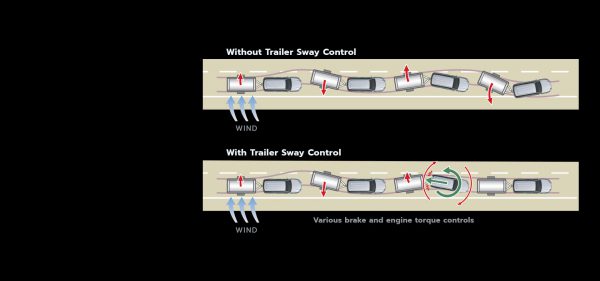 Without Trailer Sway Control
WIND
With Trailer Sway Control
Various brake and engine torque controls
WIND